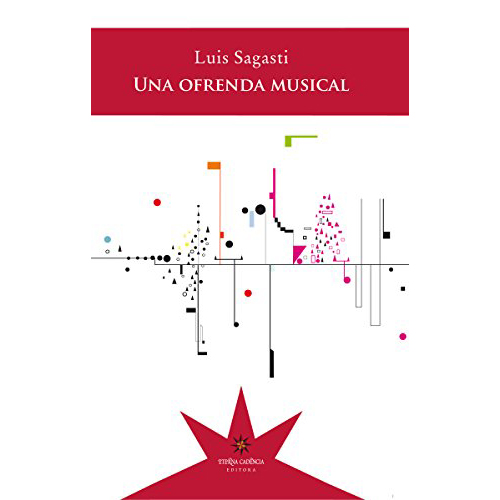 Luis Sagasti
UNA OFRENDA MUSICAL
ETERNA CADENCIA
EDITORA